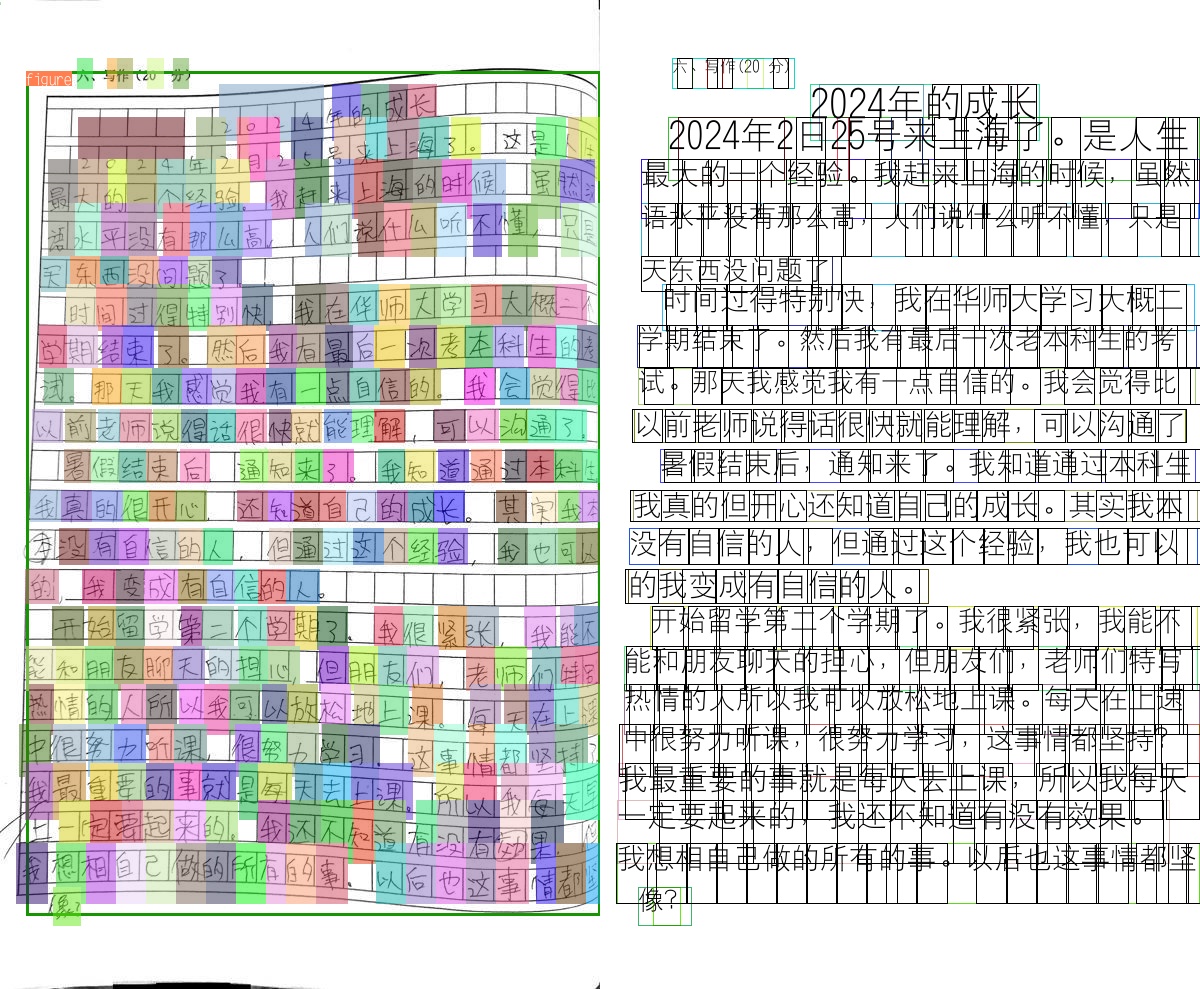 figure
六、写作(20 分)
2024年的成长
2024年2月25号来上海了。这是人生
最大的一个经验。我赶来上海的时候，虽然汉
语水平没有那么高，人们说什么听不懂，只是
天东西没问题了。
时间过得特别快，我在华师大学习大概二个
学期结束了。然后我有最后一次考本科生的考
试。那天我感觉我有一点自信的。我会觉得比
以前老师说得话很快就能理解，可以沟通了。
暑假结束后，通知来了。我知道通过本科生
我真的很开心，还知道自己的成长。其实我本
没有自信的人，但通过这个经验，我也可以
的，我变成有自信的人。
开始留学第二个学期了。我很紧张，我能不
能和朋友聊天的担心，但朋友们，老师们特别
热情的人所以我可以放松地上课。每天在上课
中很努力听课，很努力学习，这事情都坚持了
我最重要的事就是每天去上课。所以我每天
上一定要起来的。我还不知道有没有效果。
我想相自己做的所有的事。以后也这事情都坚
像?
六、写作(20 分)
2024年的成长
2024年2日25号来上海了。是人生
最大的一个经验。我赶来上海的时候，虽然
语水平没有那么高，人们说什么听不懂，只是
天东西没问题了
时间过得特别快，我在华师大学习大概二
学期结束了。然后我有最后一次老本科生的考
试。那天我感觉我有一点自信的。我会觉得比
以前老师说得话很快就能理解，可以沟通了
暑假结束后，通知来了。我知道通过本科生
我真的但开心还知道自己的成长。其实我本
没有自信的人，但通过这个经验，我也可以
的我变成有自信的人。
开始留学第二个学期了。我很紧张，我能不
能和朋友聊天的担心，但朋友们，老师们特写
热情的人所以我可以放松地上课。每天在上速
中很努力听课，很努力学习，这事情都坚持?
我最重要的事就是每天去上课，所以我每天
一定要起来的，我还不知道有没有效果。
我想相自己做的所有的事。以后也这事情都坚
像?